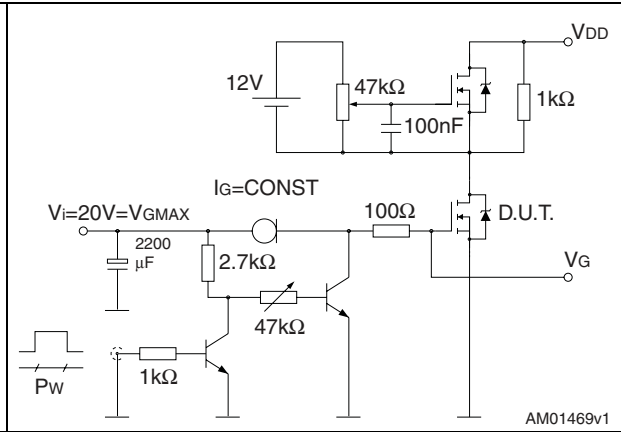 VDD
12V
47kΩ
1kΩ
100nF
IG=CONST
Vi=20V=VGMAX
100Ω
D.U.T.
2200
μF
2.7kΩ
VG
47kΩ
1kΩ
PW
AM01469v1